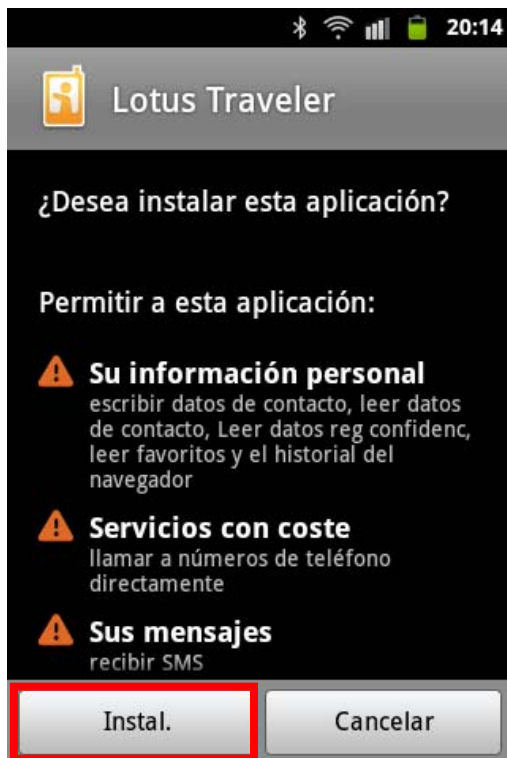 20:14
Lotus Traveler
¿Desea instalar esta aplicación?
Permitir a esta aplicación:
Su información personal
escribir datos de contacto, leer datos
de contacto, Leer datos reg confidenc,
leer favoritos y el historial del
navegador
Servicios con coste
llamar a números de teléfono
directamente
Sus mensajes
recibir SMS
Instal.
Cancelar